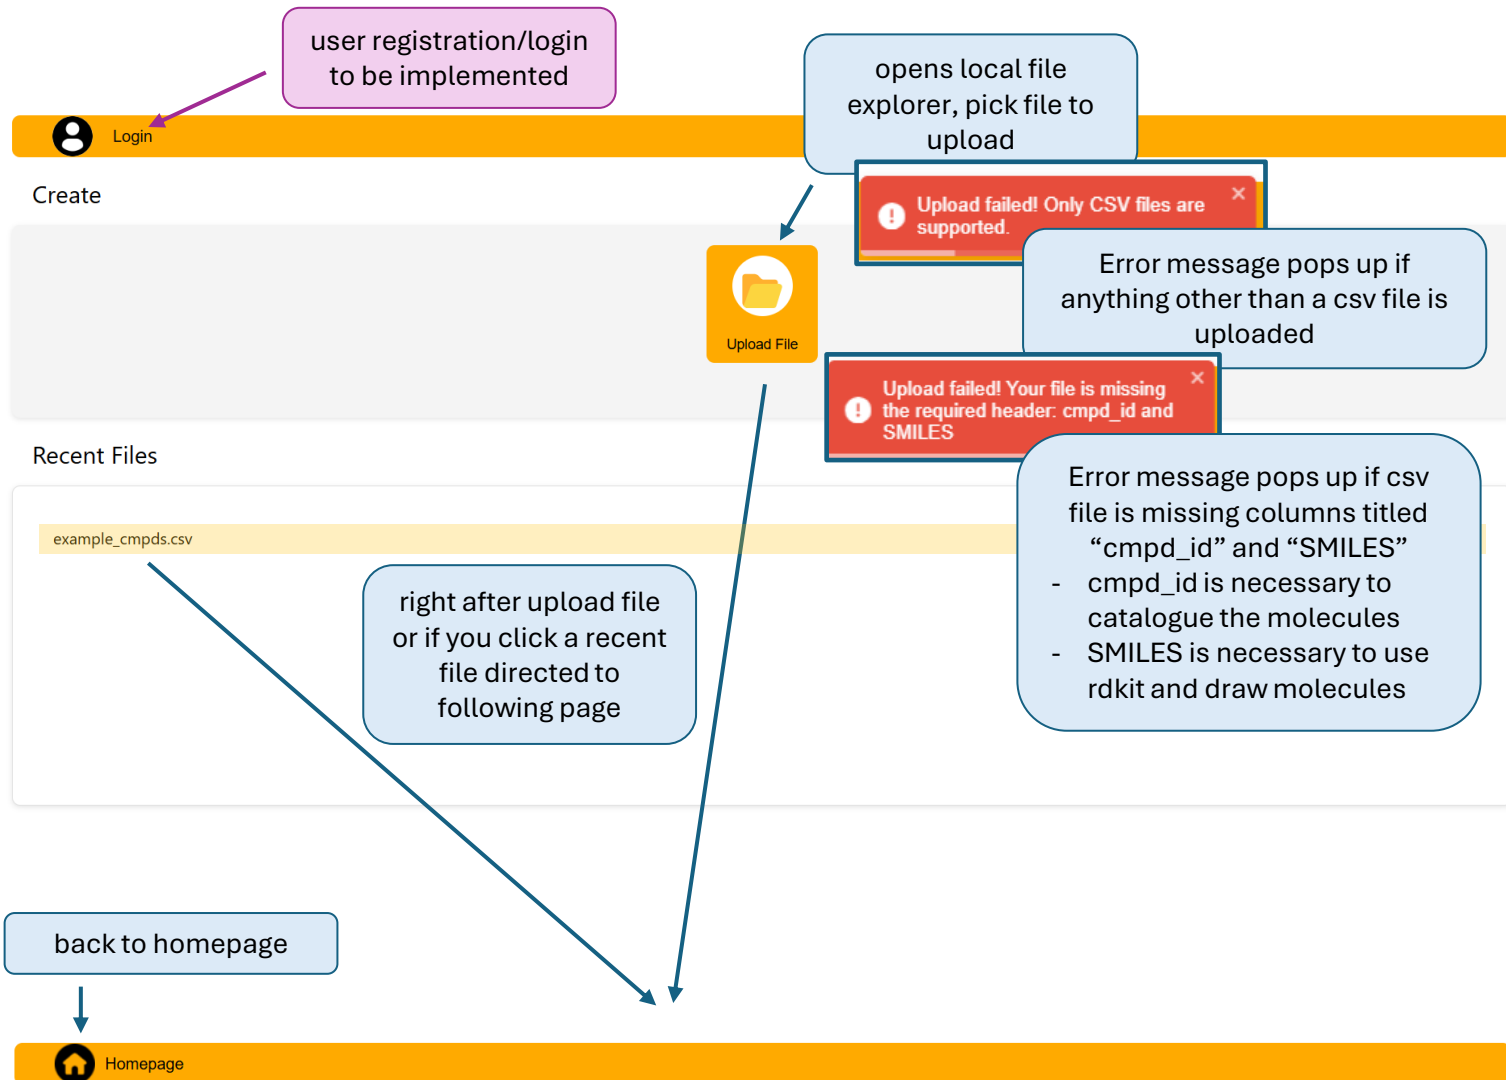 user registration/login
to be implemented
opens local file
explorer, pick file to
upload
Login
Create
Upload failed! Only CSV files are
supported.
Error message pops up if
anything other than a csv file is
uploaded
Upload File
Upload failed! Your file is missing
the required header: cmpd_id and
SMILES
Recent Files
Error message pops up if csv
file is missing columns titled
“cmpd_id” and “SMILES”
- cmpd_id is necessary to
catalogue the molecules
- SMILES is necessary to use
rdkit and draw molecules
example_cmpds.csv
right after upload file
or if you click a recent
file directed to
following page
back to homepage
Homepage